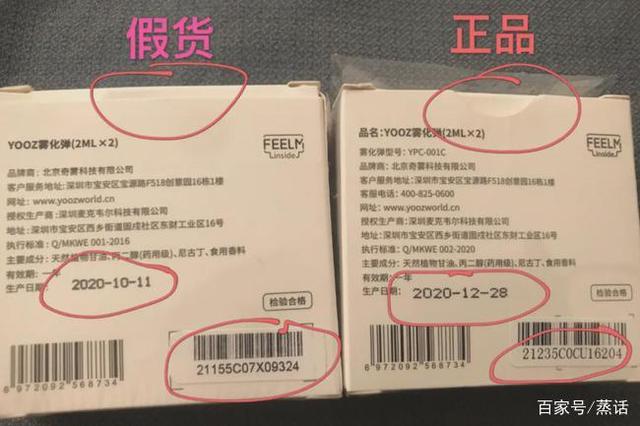 假货
YOOZ雾化弹(2ML×2)
FEELM
inside
品牌商:北京奇雾科技有限公司
客户服务地址:深圳市宝安区宝源路F518创意园16栋1楼
网址:www.yoozworld.cn
授权生产商:深圳麦克韦尔科技有限公司
地址:深圳市宝安区西乡街道固戍社区东财工业区16号
执行标准:Q/MKWE 001-2016
主要成分:天然植物甘油、丙二醇(药用级)、尼古丁、食用香料
有效期:一年
生产日期:
2020-10-11
检验合格
6 972092 568734
21155C07X09324
正品
品名:YOOZ雾化弹(2ML×2)
雾化弹型号:YPC-001C
FEELM
inside
品牌商:北京奇雾科技有限公司
客户服务地址:深圳市宝安区宝源路F518创意园16栋1楼
客服电话:400-825-0600
网址:www.yoozworld.cn
授权生产商:深圳麦克韦尔科技有限公司
地址:深圳市宝安区西乡街道固戍社区东财工业区16号
执行标准:Q/MKWE 002-2020
主要成分:天然植物甘油、丙二醇(药用级)、尼古丁、食用香料
有效期:一年
生产日期:
2020-12-28
检验合格
6 972092 568734
21235C0CU16204
百家号/蒸话